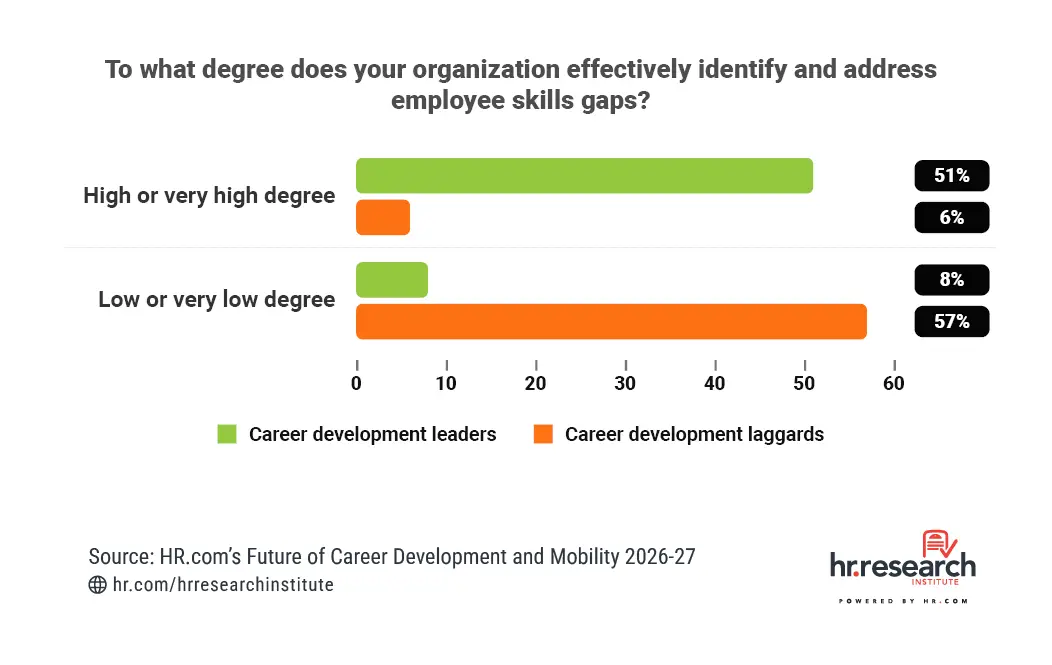 To what degree does your organization effectively identify and address
employee skills gaps?
High or very high degree
51%
6%
Low or very low degree
8%
57%
0 10 20 30 40 50 60
Career development leaders Career development laggards
Source: HR.com’s Future of Career Development and Mobility 2026-27
hr.com/hrresearchinstitute
hr.research
INSTITUTE
POWERED BY HR.COM